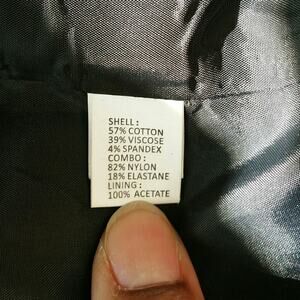 SHELL :
57% COTTON
39% VISCOSE
4% SPANDEX
COMBO :
82% NYLON
18% ELASTANE
LINING :
100% ACETATE